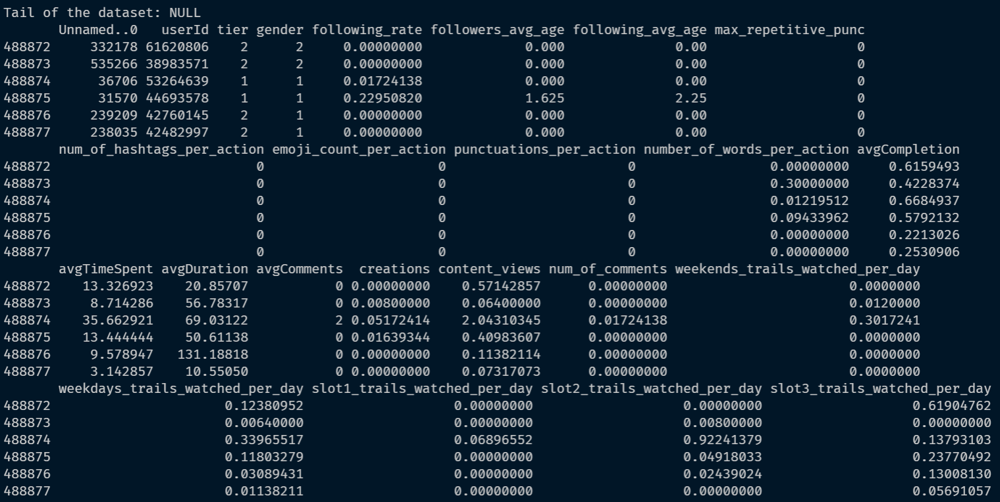 Tail of the dataset: NULL
Unnamed..0 userId tier gender following_rate followers_avg_age following_avg_age max_repetitive_punc
488872 332178 61620806 2 2 0.00000000 0.000 0.00 0
488873 535266 38983571 2 2 0.00000000 0.000 0.00 0
488874 36706 53264639 1 1 0.01724138 0.000 0.00 0
488875 31570 44693578 1 1 0.22950820 1.625 2.25 0
488876 239209 42760145 2 1 0.00000000 0.000 0.00 0
488877 238035 42482997 2 1 0.00000000 0.000 0.00 0
num_of_hashtags_per_action emoji_count_per_action punctuations_per_action number_of_words_per_action avgCompletion
488872 0 0 0 0.00000000 0.6159493
488873 0 0 0 0.30000000 0.4228374
488874 0 0 0 0.01219512 0.6684937
488875 0 0 0 0.09433962 0.5792132
488876 0 0 0 0.00000000 0.2213026
488877 0 0 0 0.00000000 0.2530906
avgTimeSpent avgDuration avgComments creations content_views num_of_comments weekends_trails_watched_per_day
488872 13.326923 20.85707 0 0.00000000 0.57142857 0.00000000 0.0000000
488873 8.714286 56.78317 0 0.00800000 0.06400000 0.00000000 0.0120000
488874 35.662921 69.03122 2 0.05172414 2.04310345 0.01724138 0.3017241
488875 13.444444 50.61138 0 0.01639344 0.40983607 0.00000000 0.0000000
488876 9.578947 131.18818 0 0.00000000 0.11382114 0.00000000 0.0000000
488877 3.142857 10.55050 0 0.00000000 0.07317073 0.00000000 0.0000000
weekdays_trails_watched_per_day slot1_trails_watched_per_day slot2_trails_watched_per_day slot3_trails_watched_per_day
488872 0.12380952 0.00000000 0.00000000 0.61904762
488873 0.00640000 0.00000000 0.00800000 0.00000000
488874 0.33965517 0.06896552 0.92241379 0.13793103
488875 0.11803279 0.00000000 0.04918033 0.23770492
488876 0.03089431 0.00000000 0.02439024 0.13008130
488877 0.01138211 0.00000000 0.00000000 0.05691057